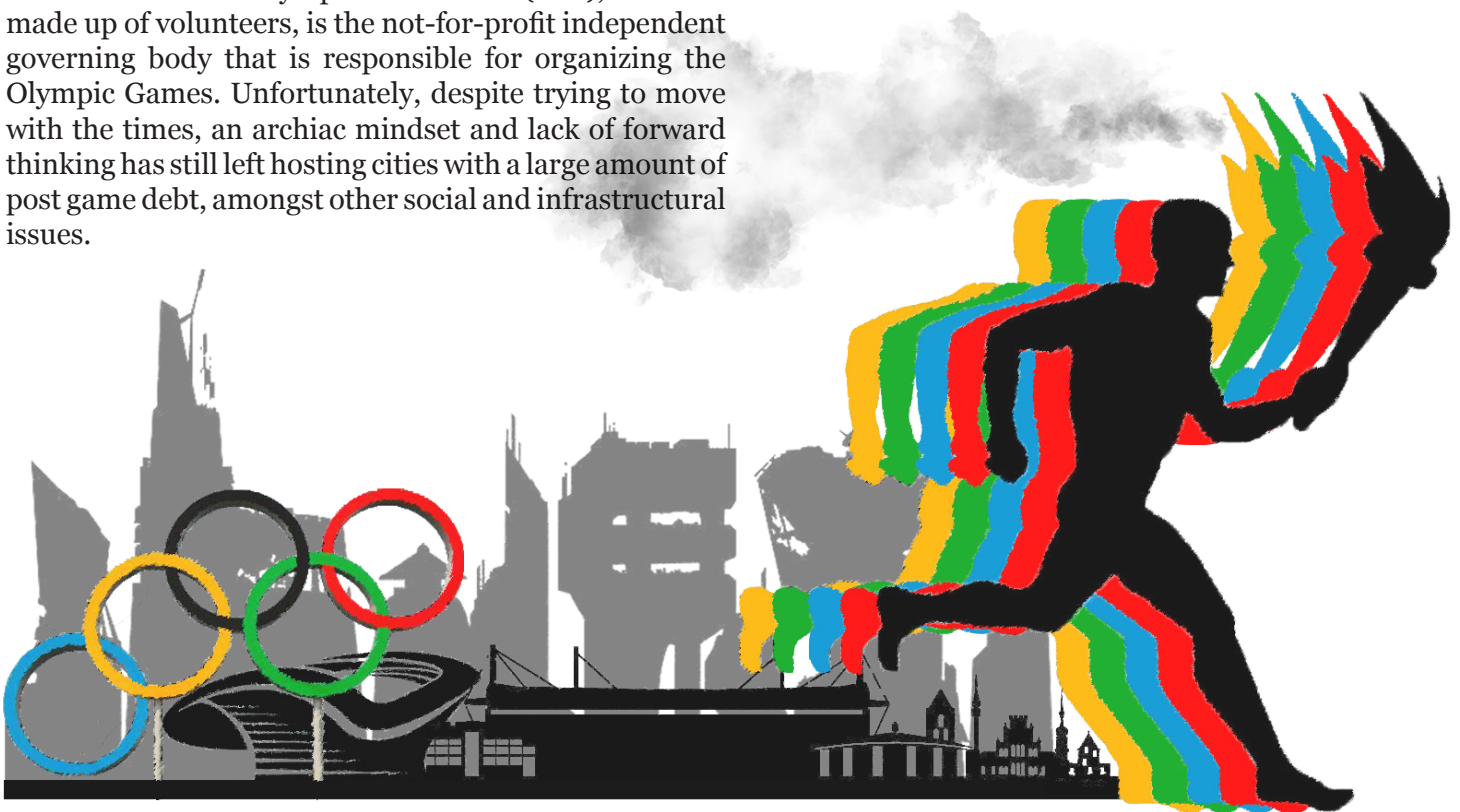 made up of volunteers, is the not-for-profit independent
governing body that is responsible for organizing the
Olympic Games. Unfortunately, despite trying to move
with the times, an archiac mindset and lack of forward
thinking has still left hosting cities with a large amount of
post game debt, amongst other social and infrastructural
issues.